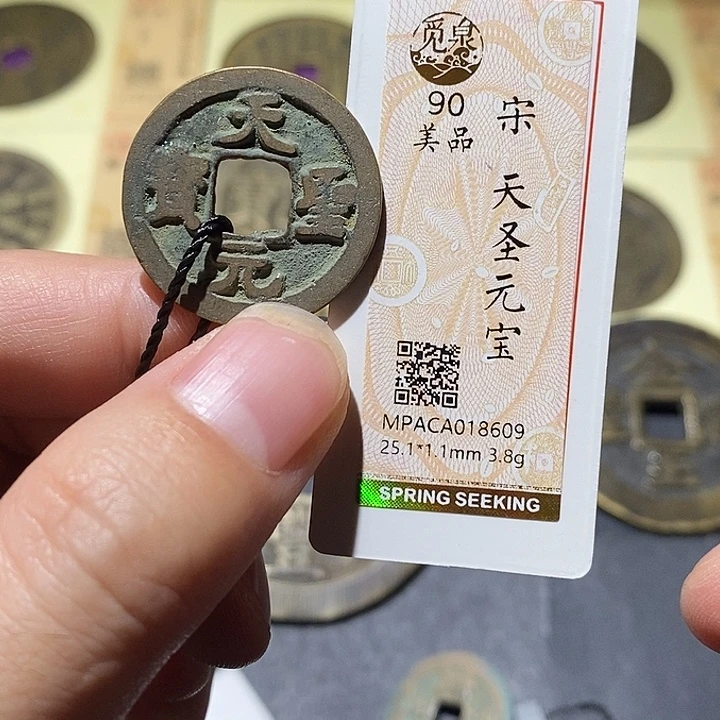 天聖元寶
觅泉
90
美品
宋 天圣元宝
MPACA018609
25.1*1.1mm 3.8g
SPRING SEEKING